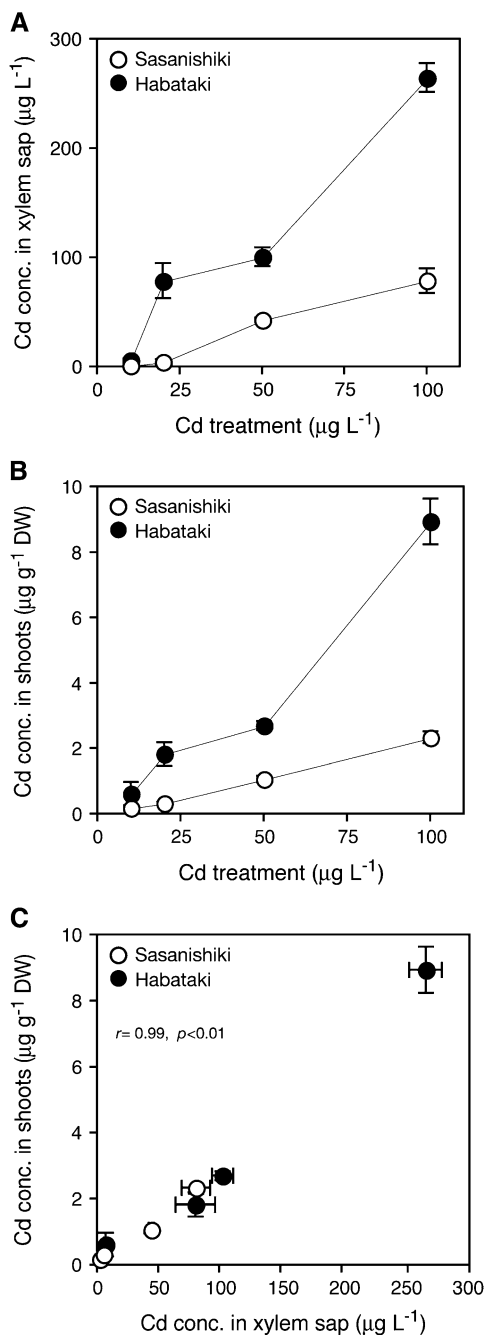 A
Sasanishiki
Habataki
300
200
100
0
Cd conc. in xylem sap (µg L⁻¹)
0 25 50 75 100
Cd treatment (µg L⁻¹)
B
Sasanishiki
Habataki
10
8
6
4
2
0
Cd conc. in shoots (µg g⁻¹ DW)
0 25 50 75 100
Cd treatment (µg L⁻¹)
C
Sasanishiki
Habataki
r= 0.99, p<0.01
10
8
6
4
2
0
Cd conc. in shoots (µg g⁻¹ DW)
0 50 100 150 200 250 300
Cd conc. in xylem sap (µg L⁻¹)